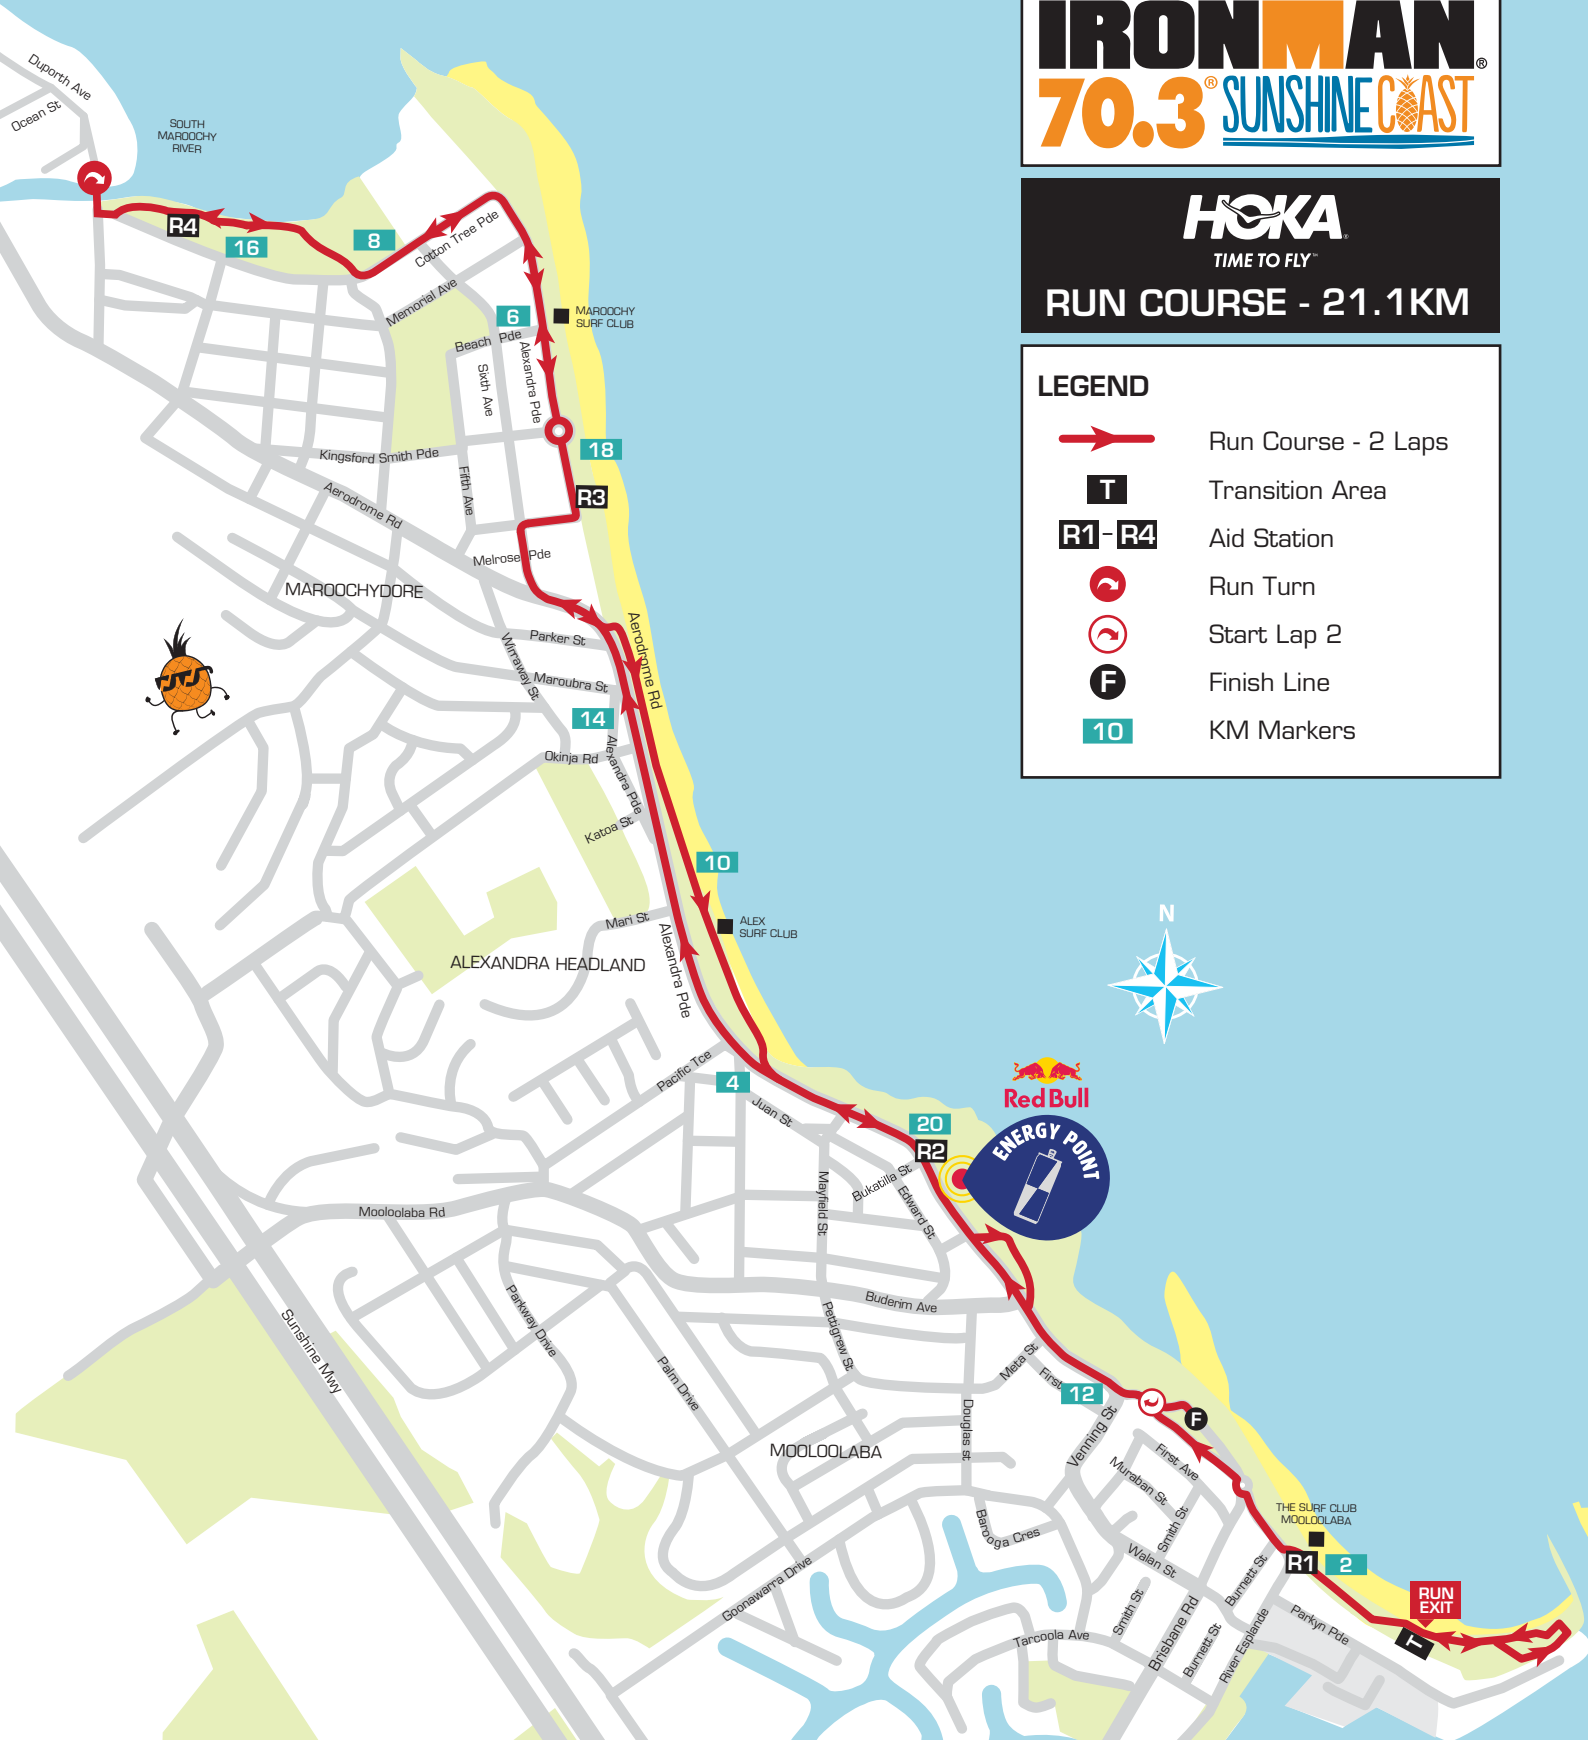 IRONMAN®
70.3® SUNSHINE COAST
HOKA®
TIME TO FLY™
RUN COURSE - 21.1KM
LEGEND
Run Course - 2 Laps
T Transition Area
R1-R4 Aid Station
Run Turn
Start Lap 2
F Finish Line
10 KM Markers
Duporth Ave
Ocean St
SOUTH
MAROOCHY
RIVER
R4
16
8
Cotton Tree Pde
Memorial Ave
6
MAROOCHY
SURF CLUB
Beach Pde
Alexandra Pde
Sixth Ave
18
Kingsford Smith Pde
Fifth Ave
R3
Aerodrome Rd
Melrose Pde
MAROOCHYDORE
Aerodrome Rd
Parker St
Wirraway St
Maroubra St
14
Okinja Rd
Alexandra Pde
Katoa St
10
Mari St
ALEX
SURF CLUB
Alexandra Pde
ALEXANDRA HEADLAND
N
Pacific Tce
4
Juan St
Red Bull
ENERGY POINT
20
R2
Bukatilla St
Mayfield St
Edward St
Mooloolaba Rd
Buderim Ave
Sunshine Mwy
Parkway Drive
Pettigrew St
Palm Drive
Meta St
First
12
F
Douglas st
Venning St
MOOLOOLABA
First Ave
Muraban St
Smith St
THE SURF CLUB
MOOLOOLABA
Barooga Cres
Walan St
R1
2
Burnett St
Goonawarra Drive
RUN
EXIT
T
Parkyn Pde
Smith St
Brisbane Rd
Burnett St
River Esplande
Tarcoola Ave